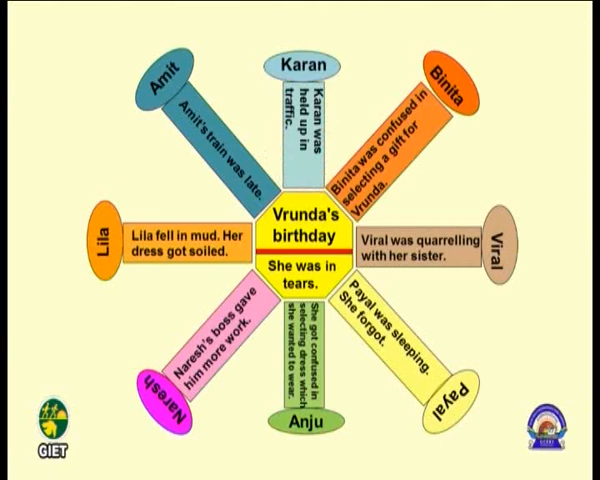 Karan
Karan was
held up in
traffic.
Binita
Binita was confused in
selecting a gift for
Vrunda.
Viral
Viral was quarrelling
with her sister.
Payal
Payal was sleeping.
She forgot.
Anju
She got confused in
selecting dress which
she wanted to wear.
Naresh
Naresh's boss gave
him more work.
Lila
Lila fell in mud. Her
dress got soiled.
Amit
Amit's train was late.
Vrunda's
birthday
She was in
tears.
GIET